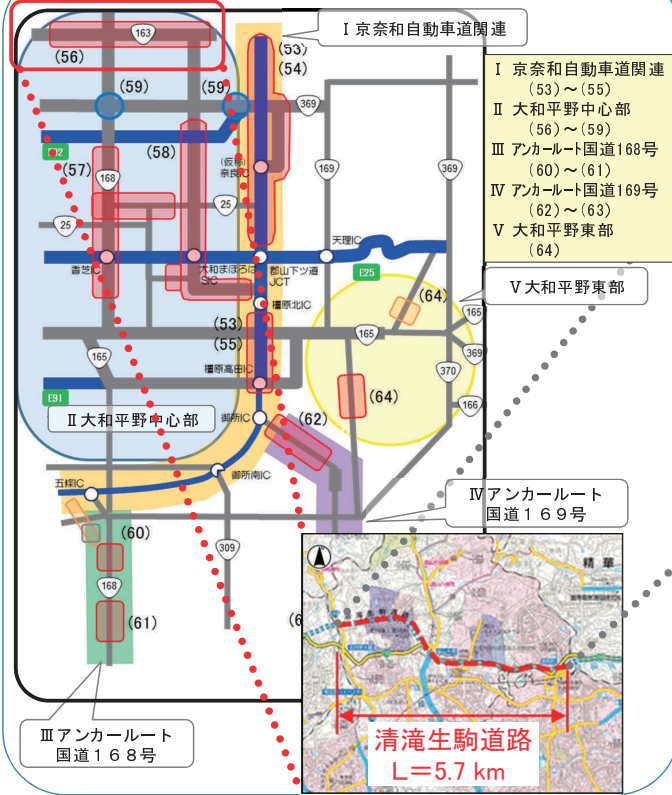 Ⅰ京奈和自動車道関連
163
(56)
(53)
(54)
(59)
(59)
369
(58)
(57)
168
(仮称)
奈良IC
169
369
25
25
天理IC
香芝IC
大和まほろば
SIC
郡山下ツ道
JCT
E25
橿原北IC
(64)
Ⅴ大和平野東部
Ⅰ 京奈和自動車道関連
(53)～(55)
Ⅱ 大和平野中心部
(56)～(59)
Ⅲ アンカールート国道168号
(60)～(61)
Ⅳ アンカールート国道169号
(62)～(63)
Ⅴ 大和平野東部
(64)
(53)
(55)
165
165
165
369
370
166
橿原高田IC
E91
(64)
Ⅱ大和平野中心部
御所IC
(62)
御所南IC
五條IC
Ⅳアンカールート
国道１６９号
(60)
168
309
(61)
Ⅲアンカールート
国道１６８号
精華
清滝生駒道路
L＝5.7 km